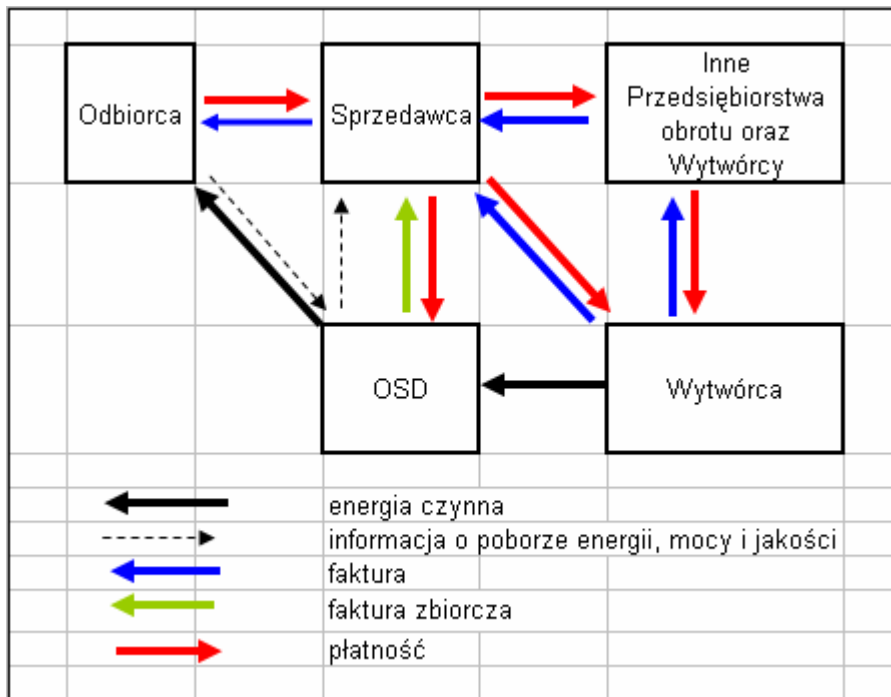 Odbiorca
Sprzedawca
Inne
Przedsiębiorstwa
obrotu oraz
Wytwórcy
OSD
Wytwórca
energia czynna
informacja o poborze energii, mocy i jakości
faktura
faktura zbiorcza
płatność